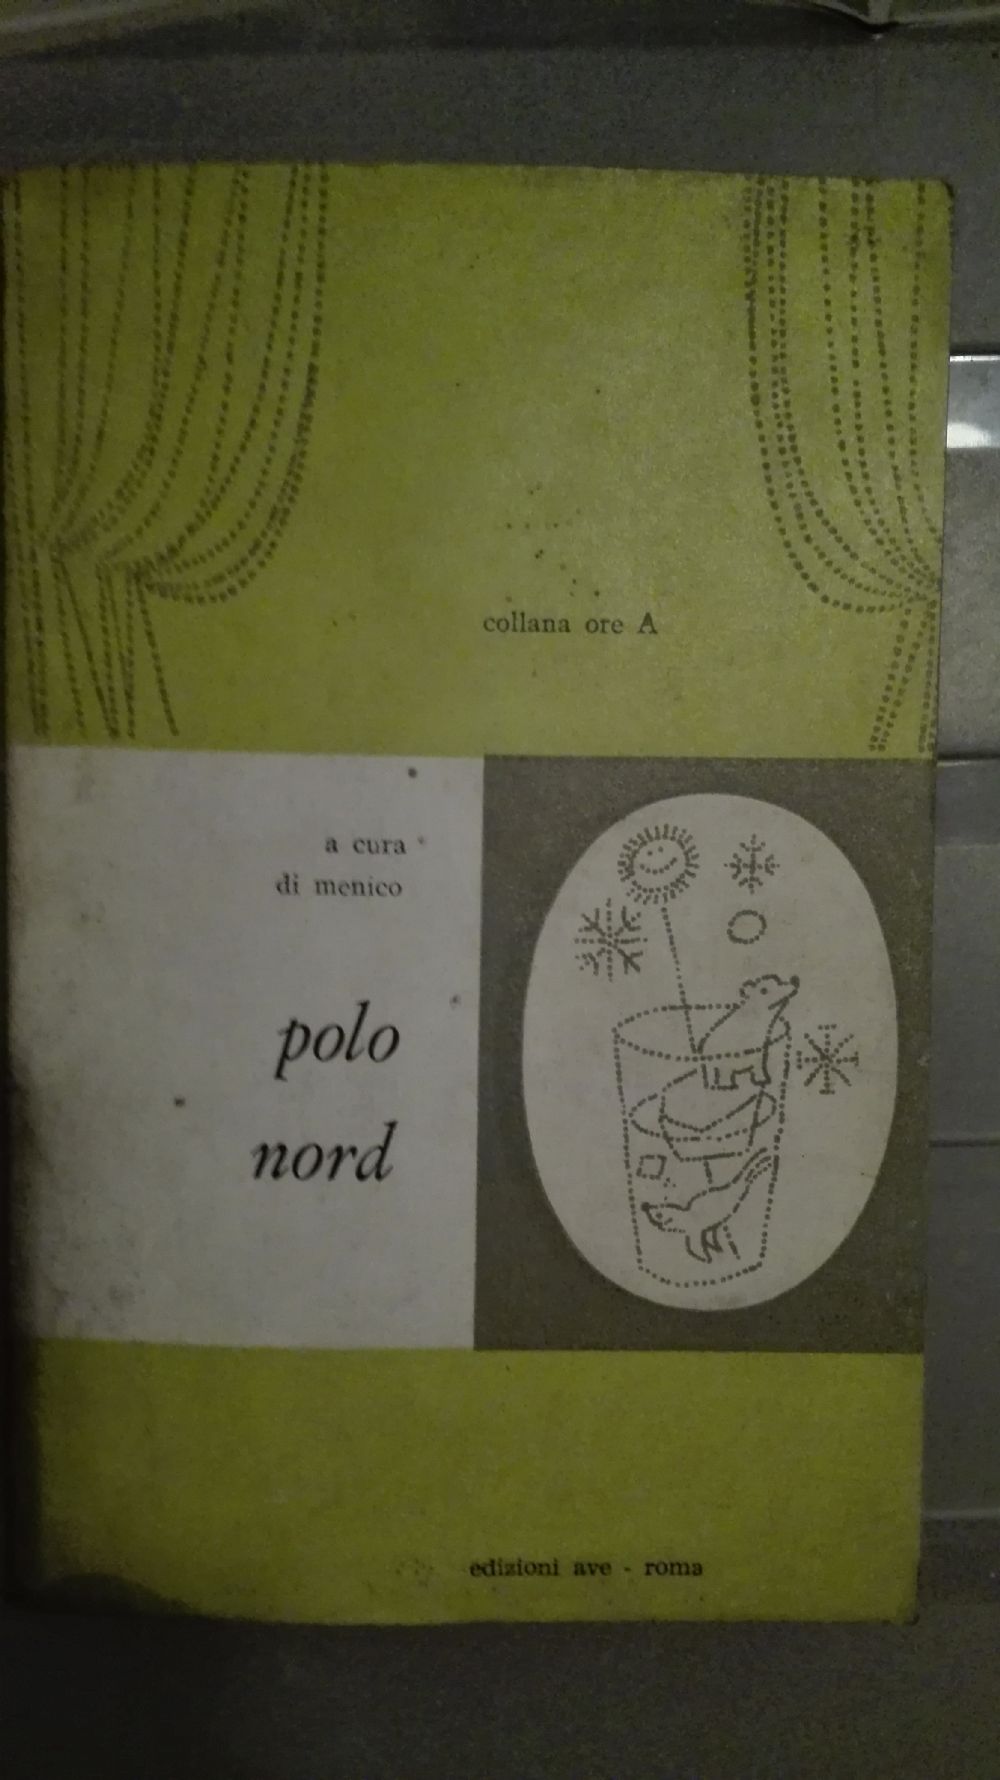 collana ore A
a cura
di menico
polo
nord
edizioni ave - roma